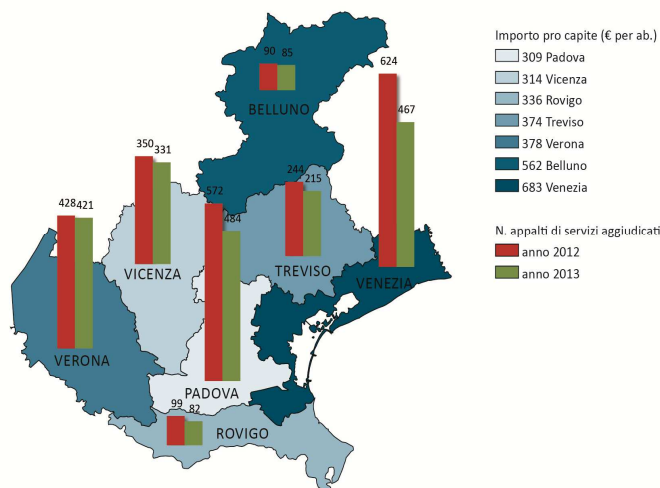 Importo pro capite (€ per ab.)
309 Padova
314 Vicenza
336 Rovigo
374 Treviso
378 Verona
562 Belluno
683 Venezia
N. appalti di servizi aggiudicati
anno 2012
anno 2013
90 85
BELLUNO
624
467
350
331
VICENZA
244
215
TREVISO
VENEZIA
572
484
PADOVA
428 421
VERONA
99
82
ROVIGO